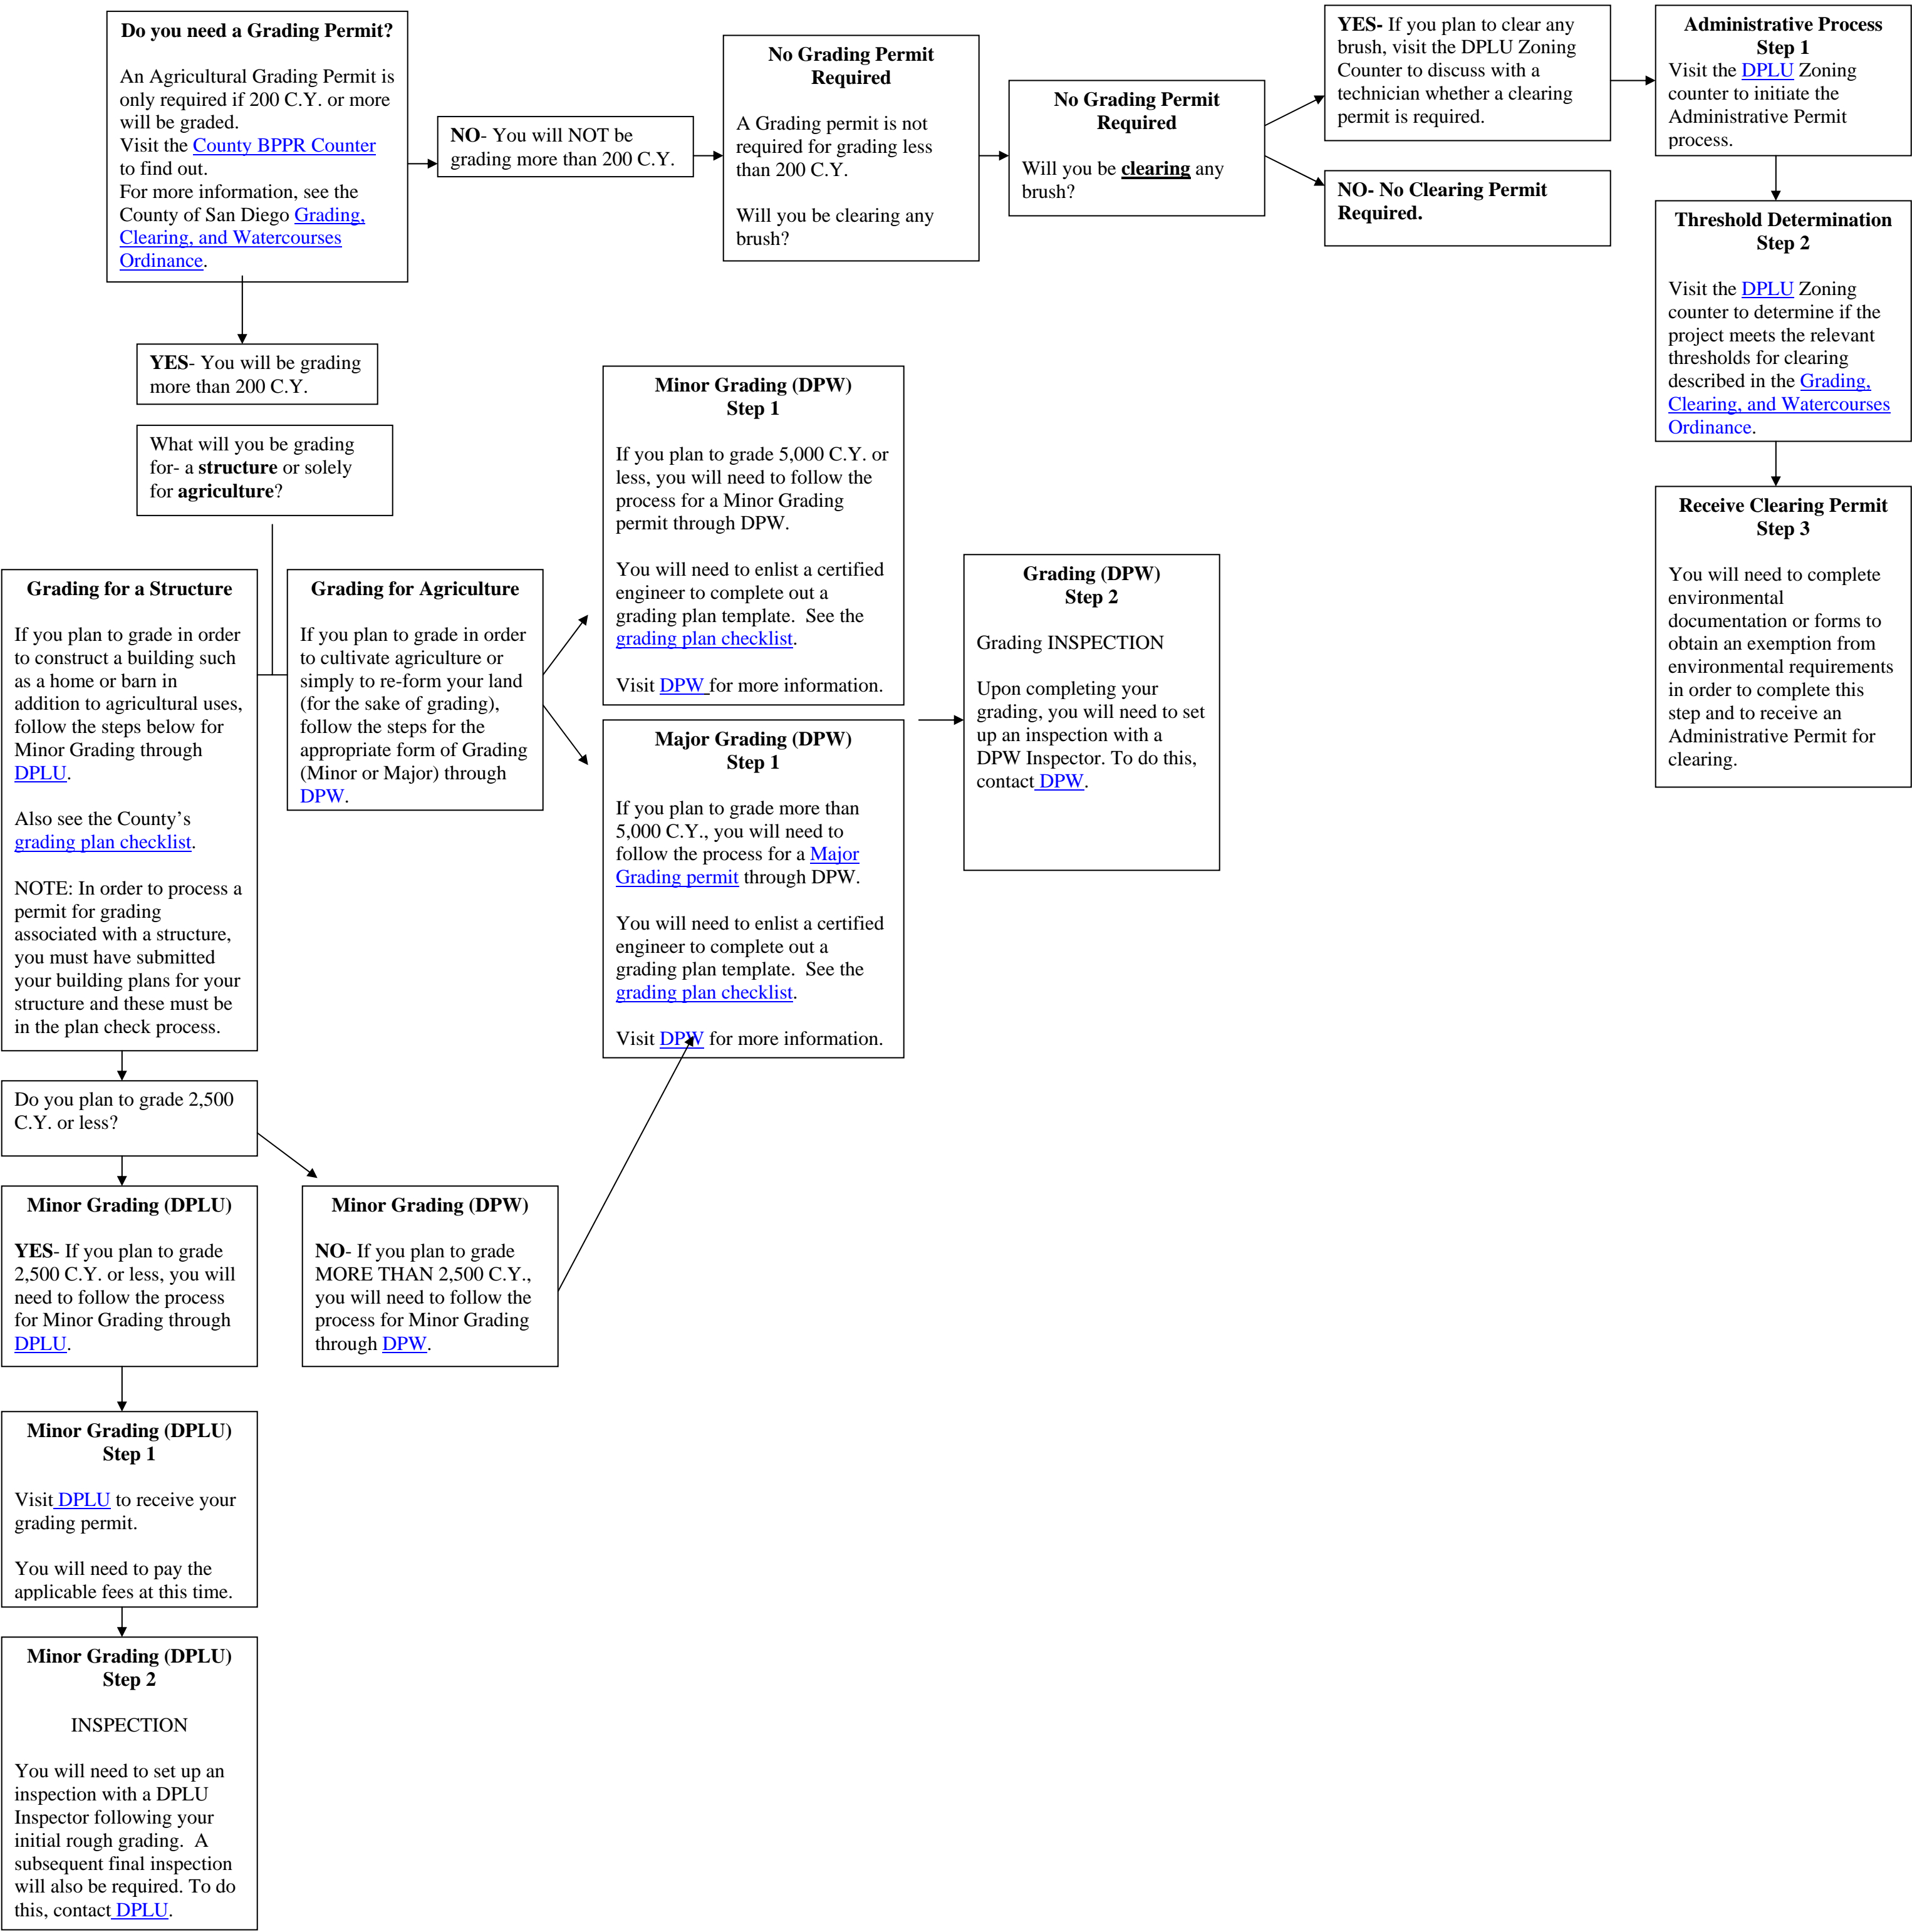 Do you need a Grading Permit?
An Agricultural Grading Permit is
only required if 200 C.Y. or more
will be graded.
Visit the County BPPR Counter
to find out.
For more information, see the
County of San Diego Grading,
Clearing, and Watercourses
Ordinance.
NO- You will NOT be
grading more than 200 C.Y.
No Grading Permit
Required
A Grading permit is not
required for grading less
than 200 C.Y.
Will you be clearing any
brush?
No Grading Permit
Required
Will you be clearing any
brush?
YES- If you plan to clear any
brush, visit the DPLU Zoning
Counter to discuss with a
technician whether a clearing
permit is required.
NO- No Clearing Permit
Required.
Administrative Process
Step 1
Visit the DPLU Zoning
counter to initiate the
Administrative Permit
process.
Threshold Determination
Step 2
Visit the DPLU Zoning
counter to determine if the
project meets the relevant
thresholds for clearing
described in the Grading,
Clearing, and Watercourses
Ordinance.
Receive Clearing Permit
Step 3
You will need to complete
environmental
documentation or forms to
obtain an exemption from
environmental requirements
in order to complete this
step and to receive an
Administrative Permit for
clearing.
YES- You will be grading
more than 200 C.Y.
What will you be grading
for- a structure or solely
for agriculture?
Grading for a Structure
If you plan to grade in order
to construct a building such
as a home or barn in
addition to agricultural uses,
follow the steps below for
Minor Grading through
DPLU.
Also see the County’s
grading plan checklist.
NOTE: In order to process a
permit for grading
associated with a structure,
you must have submitted
your building plans for your
structure and these must be
in the plan check process.
Grading for Agriculture
If you plan to grade in order
to cultivate agriculture or
simply to re-form your land
(for the sake of grading),
follow the steps for the
appropriate form of Grading
(Minor or Major) through
DPW.
Minor Grading (DPW)
Step 1
If you plan to grade 5,000 C.Y. or
less, you will need to follow the
process for a Minor Grading
permit through DPW.
You will need to enlist a certified
engineer to complete out a
grading plan template. See the
grading plan checklist.
Visit DPW for more information.
Major Grading (DPW)
Step 1
If you plan to grade more than
5,000 C.Y., you will need to
follow the process for a Major
Grading permit through DPW.
You will need to enlist a certified
engineer to complete out a
grading plan template. See the
grading plan checklist.
Visit DPW for more information.
Grading (DPW)
Step 2
Grading INSPECTION
Upon completing your
grading, you will need to set
up an inspection with a
DPW Inspector. To do this,
contact DPW.
Do you plan to grade 2,500
C.Y. or less?
Minor Grading (DPLU)
YES- If you plan to grade
2,500 C.Y. or less, you will
need to follow the process
for Minor Grading through
DPLU.
Minor Grading (DPW)
NO- If you plan to grade
MORE THAN 2,500 C.Y.,
you will need to follow the
process for Minor Grading
through DPW.
Minor Grading (DPLU)
Step 1
Visit DPLU to receive your
grading permit.
You will need to pay the
applicable fees at this time.
Minor Grading (DPLU)
Step 2
INSPECTION
You will need to set up an
inspection with a DPLU
Inspector following your
initial rough grading. A
subsequent final inspection
will also be required. To do
this, contact DPLU.